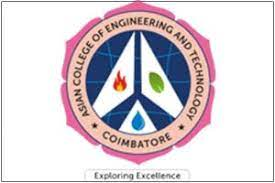 ASIAN COLLEGE OF ENGINEERING AND TECHNOLOGY
COIMBATORE
Exploring Excellence